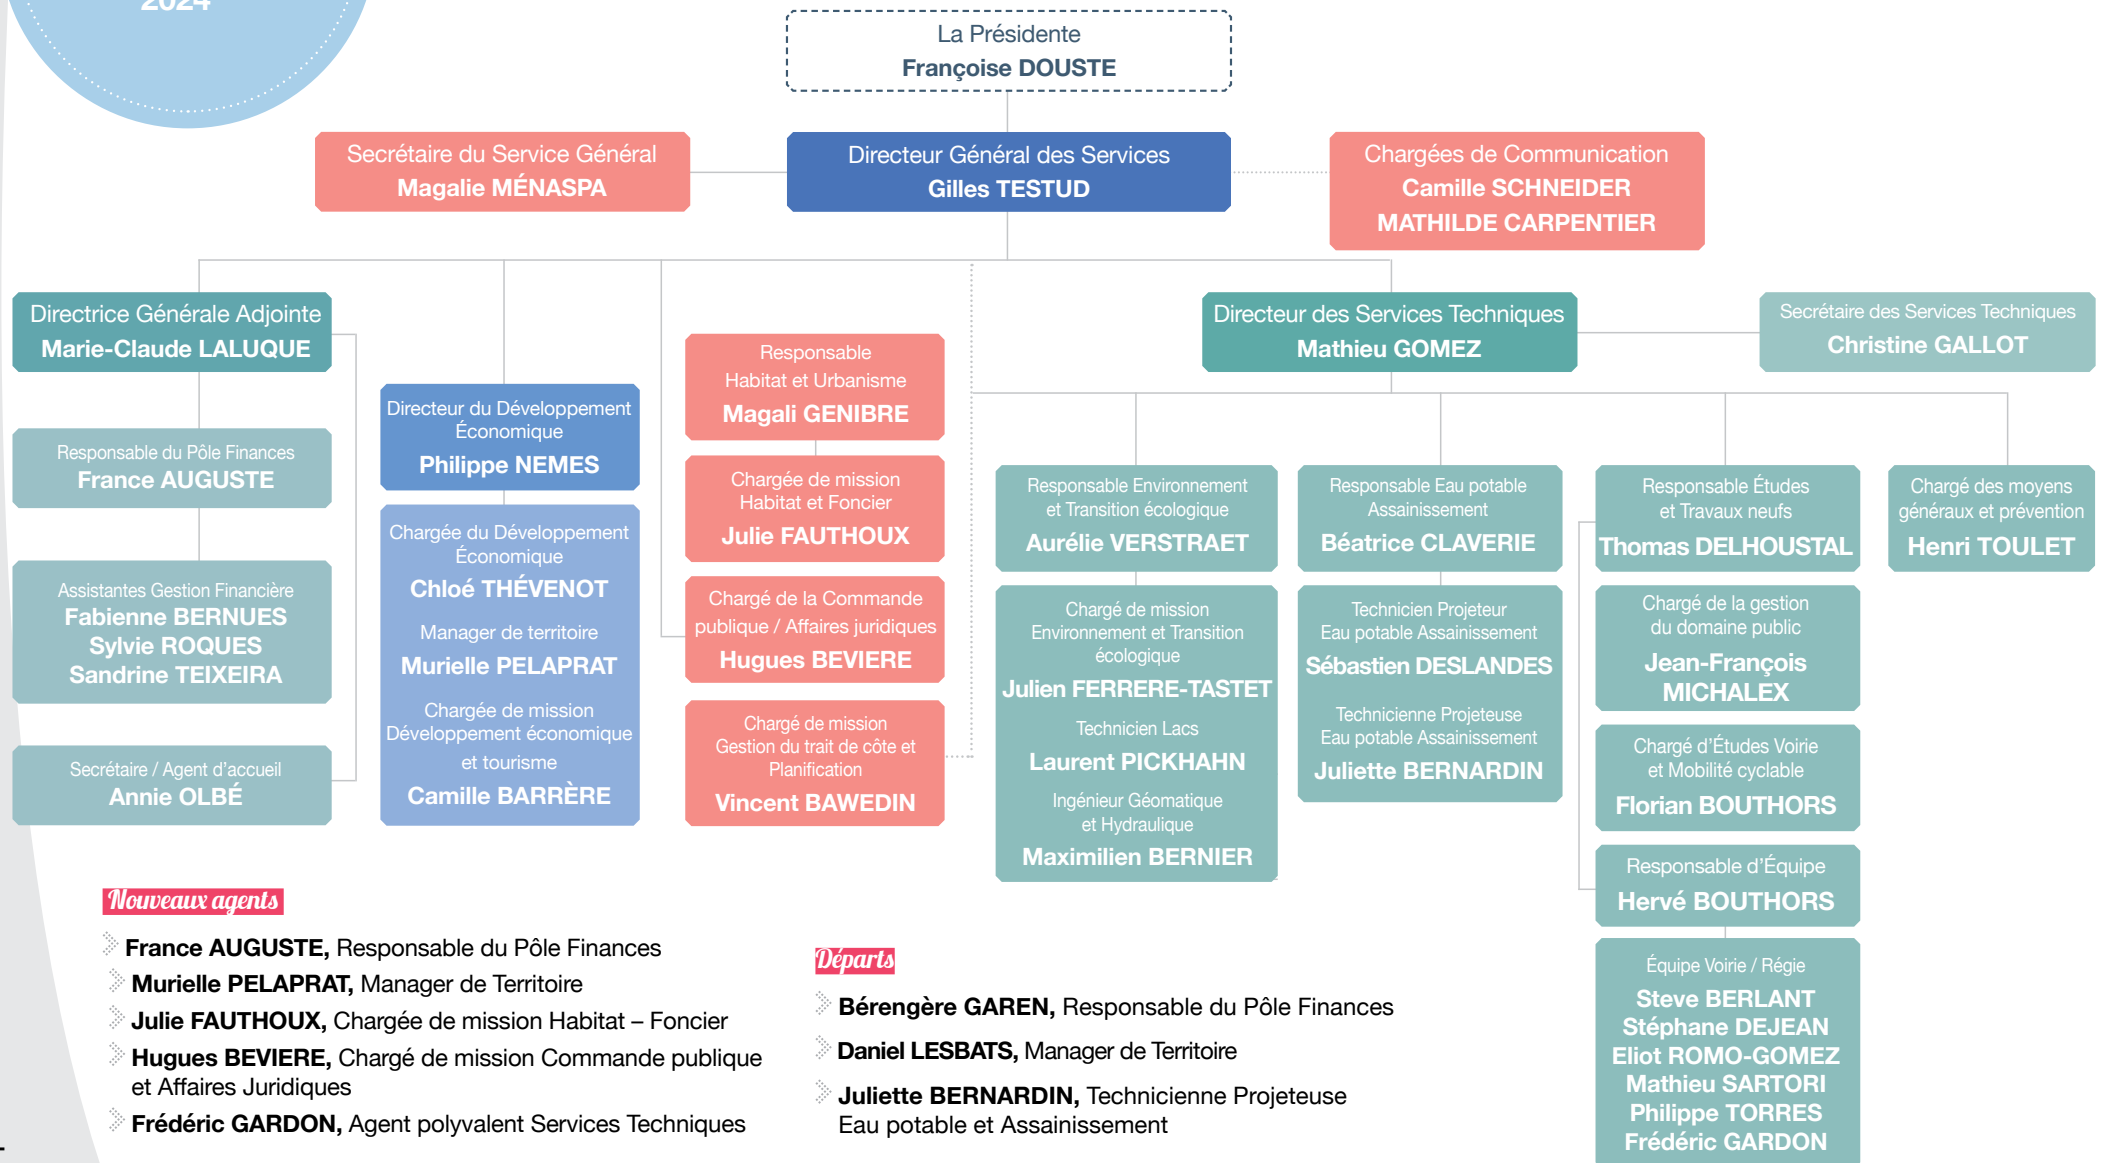 2024
La Présidente
Françoise DOUSTE
Secrétaire du Service Général
Magalie MÉNASPA
Directeur Général des Services
Gilles TESTUD
Chargées de Communication
Camille SCHNEIDER
MATHILDE CARPENTIER
Directrice Générale Adjointe
Marie-Claude LALUQUE
Responsable du Pôle Finances
France AUGUSTE
Assistantes Gestion Financière
Fabienne BERNUES
Sylvie ROQUES
Sandrine TEIXEIRA
Secrétaire / Agent d'accueil
Annie OLBÉ
Directeur du Développement
Économique
Philippe NEMES
Chargée du Développement
Économique
Chloé THÉVENOT
Manager de territoire
Murielle PELAPRAT
Chargée de mission
Développement économique
et tourisme
Camille BARRÈRE
Responsable
Habitat et Urbanisme
Magali GENIBRE
Chargée de mission
Habitat et Foncier
Julie FAUTHOUX
Chargé de la Commande
publique / Affaires juridiques
Hugues BEVIERE
Chargé de mission
Gestion du trait de côte et
Planification
Vincent BAWEDIN
Directeur des Services Techniques
Mathieu GOMEZ
Secrétaire des Services Techniques
Christine GALLOT
Responsable Environnement
et Transition écologique
Aurélie VERSTRAET
Chargé de mission
Environnement et Transition
écologique
Julien FERRERE-TASTET
Technicien Lacs
Laurent PICKHAHN
Ingénieur Géomatique
et Hydraulique
Maximilien BERNIER
Responsable Eau potable
Assainissement
Béatrice CLAVERIE
Technicien Projeteur
Eau potable Assainissement
Sébastien DESLANDES
Technicienne Projeteuse
Eau potable Assainissement
Juliette BERNARDIN
Responsable Études
et Travaux neufs
Thomas DELHOUSTAL
Chargé de la gestion
du domaine public
Jean-François
MICHALEX
Chargé d'Études Voirie
et Mobilité cyclable
Florian BOUTHORS
Responsable d'Équipe
Hervé BOUTHORS
Équipe Voirie / Régie
Steve BERLANT
Stéphane DEJEAN
Eliot ROMO-GOMEZ
Mathieu SARTORI
Philippe TORRES
Frédéric GARDON
Chargé des moyens
généraux et prévention
Henri TOULET
Nouveaux agents
France AUGUSTE, Responsable du Pôle Finances
Murielle PELAPRAT, Manager de Territoire
Julie FAUTHOUX, Chargée de mission Habitat – Foncier
Hugues BEVIERE, Chargé de mission Commande publique
et Affaires Juridiques
Frédéric GARDON, Agent polyvalent Services Techniques
Départs
Bérengère GAREN, Responsable du Pôle Finances
Daniel LESBATS, Manager de Territoire
Juliette BERNARDIN, Technicienne Projeteuse
Eau potable et Assainissement